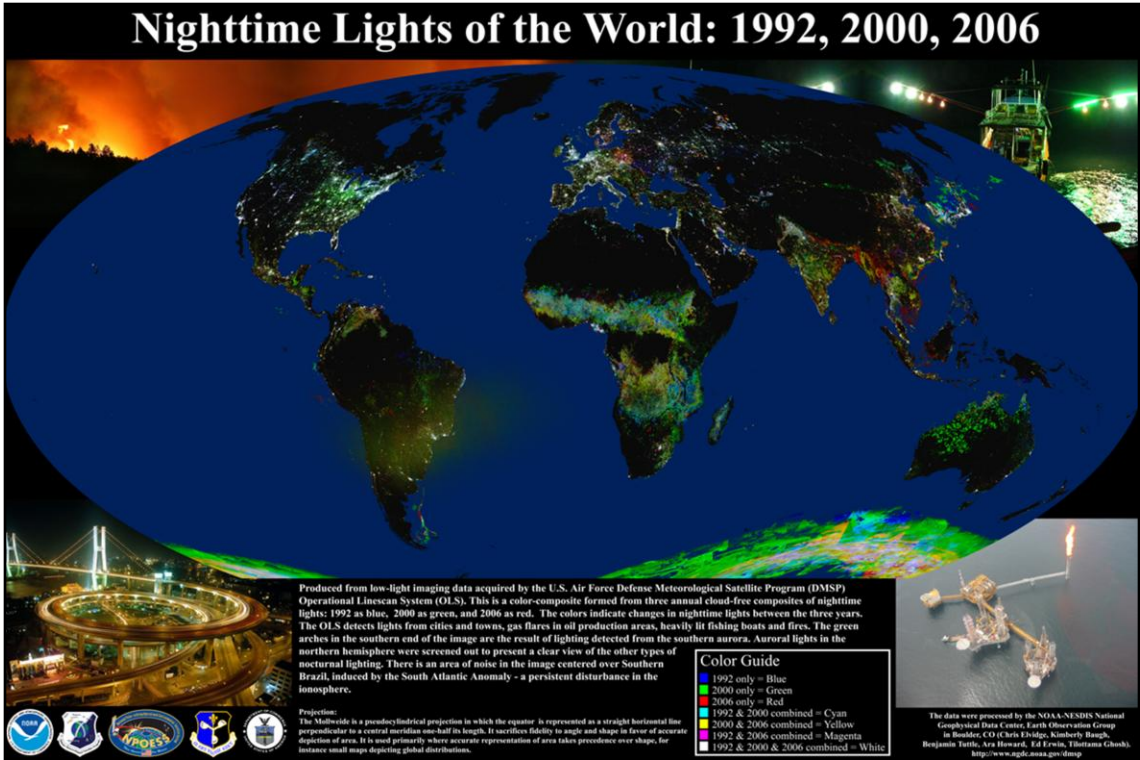 Nighttime Lights of the World: 1992, 2000, 2006
Produced from low-light imaging data acquired by the U.S. Air Force Defense Meteorological Satellite Program (DMSP)
Operational Linescan System (OLS). This is a color-composite formed from three annual cloud-free composites of nighttime
lights: 1992 as blue, 2000 as green, and 2006 as red. The colors indicate changes in nighttime lights between the three years.
The OLS detects lights from cities and towns, gas flares in oil production areas, heavily lit fishing boats and fires. The green
arches in the southern end of the image are the result of lighting detected from the southern aurora. Auroral lights in the
northern hemisphere were screened out to present a clear view of the other types of
nocturnal lighting. There is an area of noise in the image centered over Southern
Brazil, induced by the South Atlantic Anomaly - a persistent disturbance in the
ionosphere.
Projection:
The Mollweide is a pseudocylindrical projection in which the equator is represented as a straight horizontal line
perpendicular to a central meridian one-half its length. It sacrifices fidelity to angle and shape in favor of accurate
depiction of area. It is used primarily where accurate representation of area takes precedence over shape, for
instance small maps depicting global distributions.
Color Guide
1992 only = Blue
2000 only = Green
2006 only = Red
1992 & 2000 combined = Cyan
2000 & 2006 combined = Yellow
1992 & 2006 combined = Magenta
1992 & 2000 & 2006 combined = White
The data were processed by the NOAA-NESDIS National
Geophysical Data Center, Earth Observation Group
in Boulder, CO (Chris Elvidge, Kimberly Baugh,
Benjamin Tuttle, Ara Howard, Ed Erwin, Tilottama Ghosh).
http://www.ngdc.noaa.gov/dmsp
NOAA
NPOESS